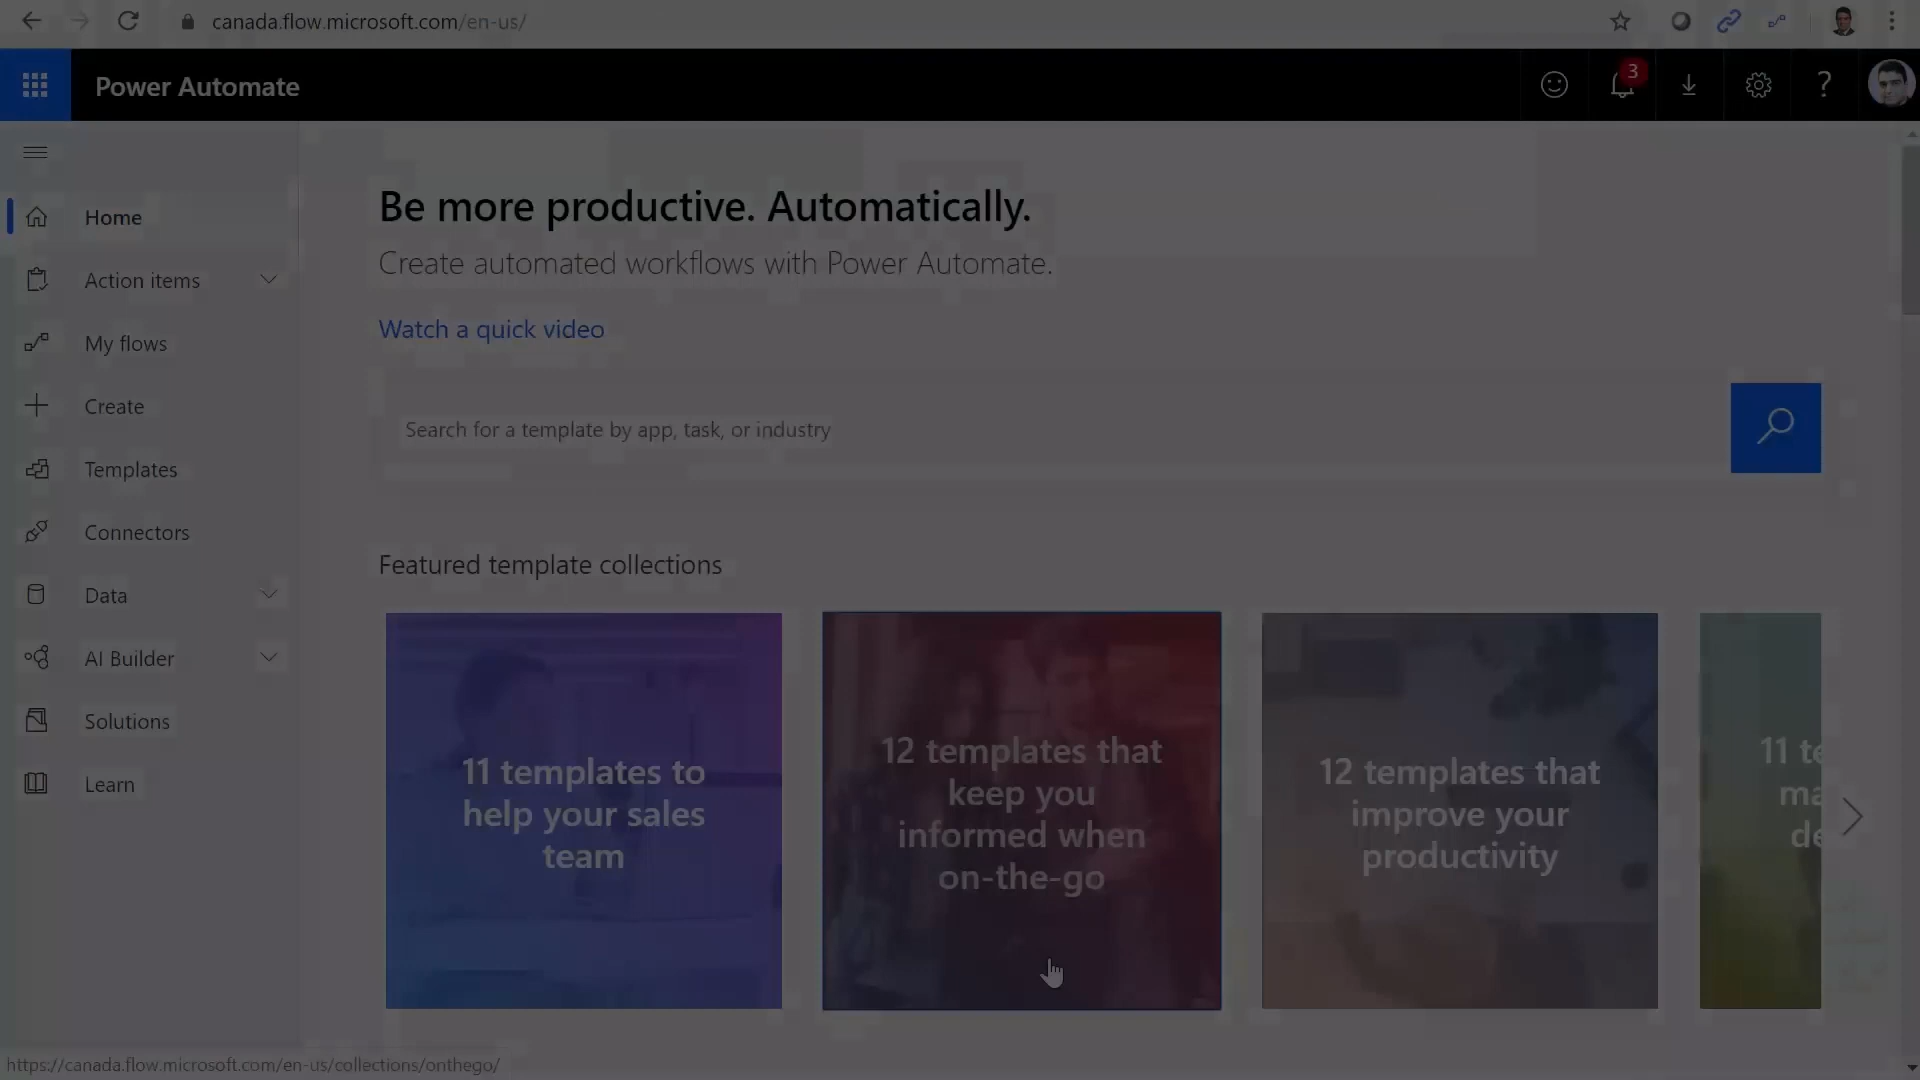 canada.flow.microsoft.com/en-us/
Power Automate
3
?
Home
Action items
My flows
Create
Templates
Connectors
Data
AI Builder
Solutions
Learn
Be more productive. Automatically.
Create automated workflows with Power Automate.
Watch a quick video
Search for a template by app, task, or industry
Featured template collections
11 templates to
help your sales
team
12 templates that
keep you
informed when
on-the-go
12 templates that
improve your
productivity
11 te
ma
de
https://canada.flow.microsoft.com/en-us/collections/onthego/